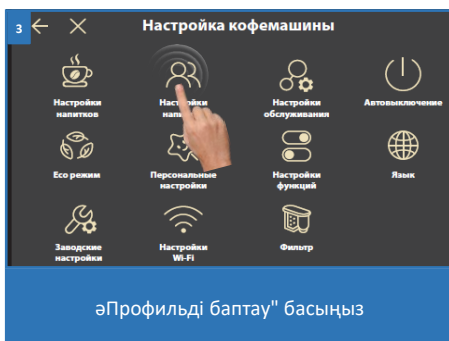 3
Настройка кофемашины
Настройки
напитков
Настройки
нап
Настройки
обслуживания
Автовыключение
Eco режим
Персональные
настройки
Настройки
функций
Язык
Заводские
настройки
Настройки
Wi-Fi
Фильтр
әПрофильді баптау" басыңыз